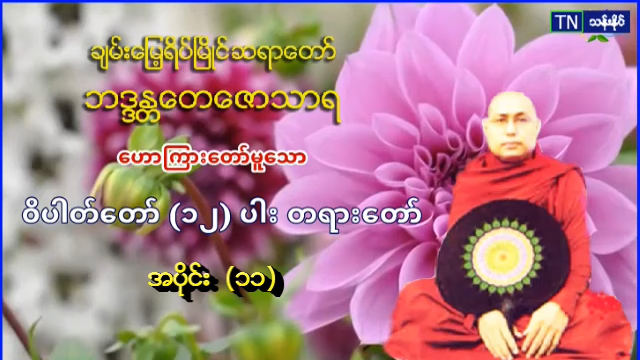 TN သန်းနိုင်
ချမ်းမြေ့ရိပ်မြိုင်ဆရာတော်
ဘဒ္ဒန္တတေဇောသာရ
ဟောကြားတော်မူသော
ဝိပါတ်တော် (၁၂) ပါး တရားတော်
အပိုင်း (၁၁)